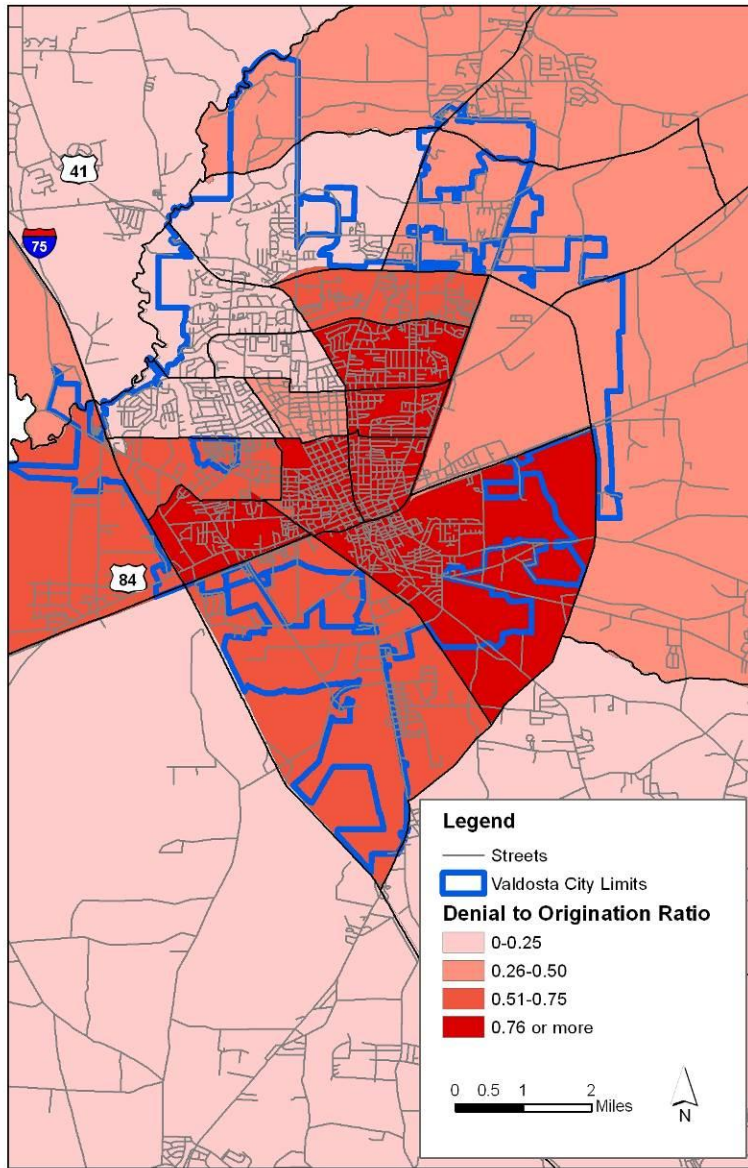 41
75
84
Legend
Streets
Valdosta City Limits
Denial to Origination Ratio
0-0.25
0.26-0.50
0.51-0.75
0.76 or more
0 0.5 1 2
Miles
N